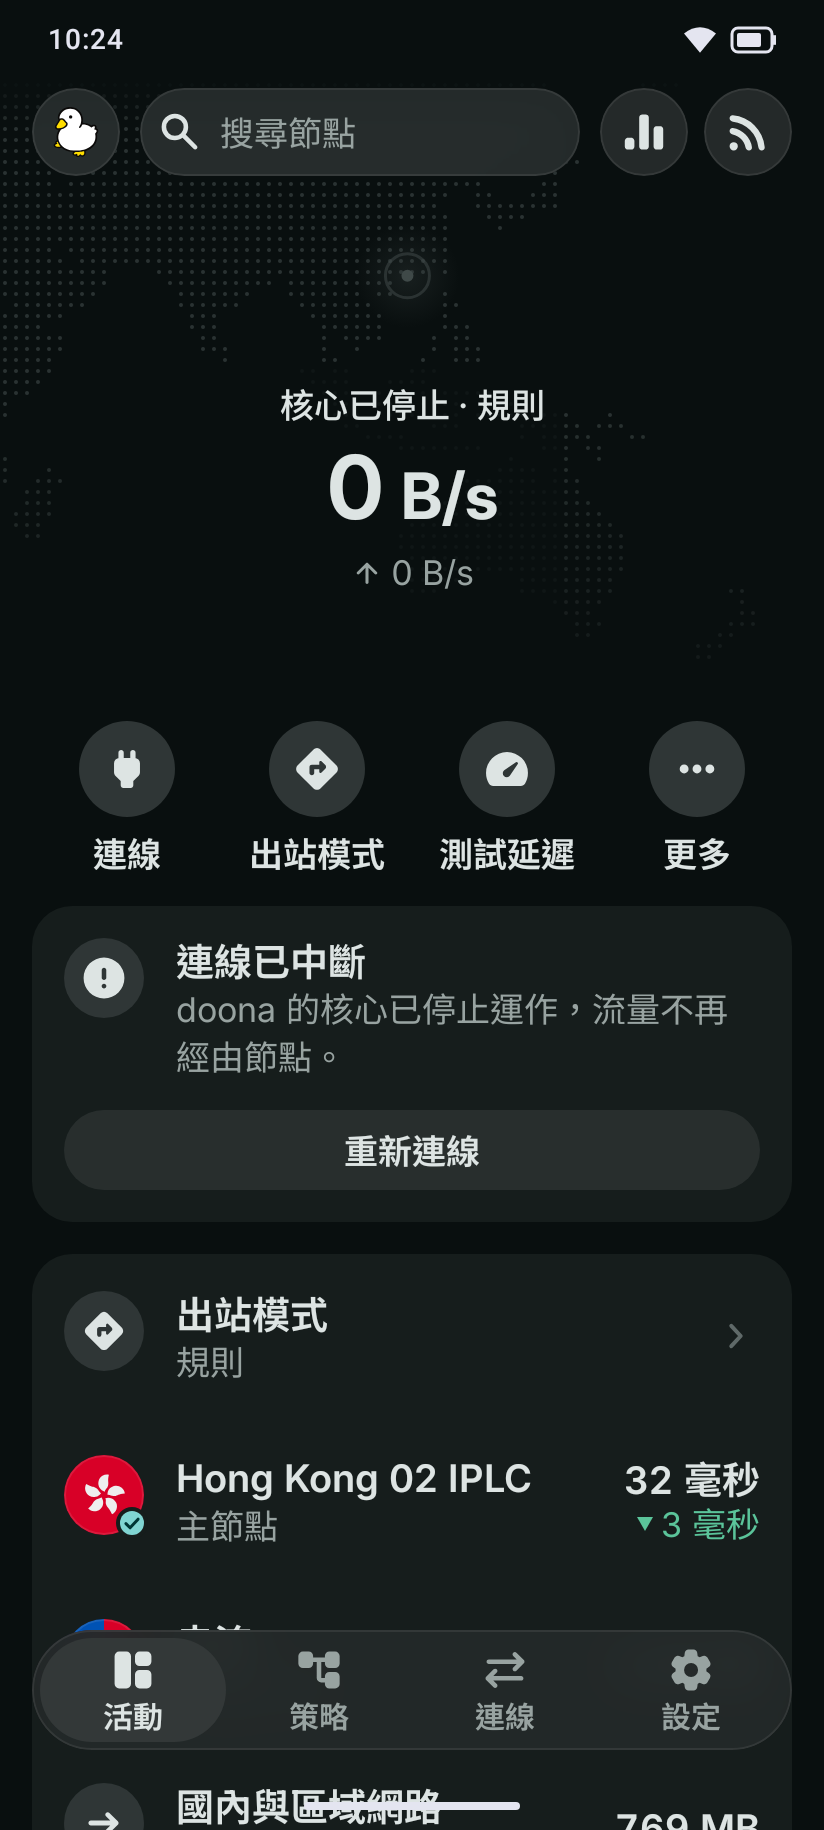 10:24
搜尋節點
核心已停止 · 規則
0 B/s
↑ 0 B/s
連線
出站模式
測試延遲
更多
連線已中斷
doona 的核心已停止運作，流量不再
經由節點。
重新連線
出站模式
規則
Hong Kong 02 IPLC
32 毫秒
主節點
▼3 毫秒
活動
策略
連線
設定
國內與區域網路
769 MB